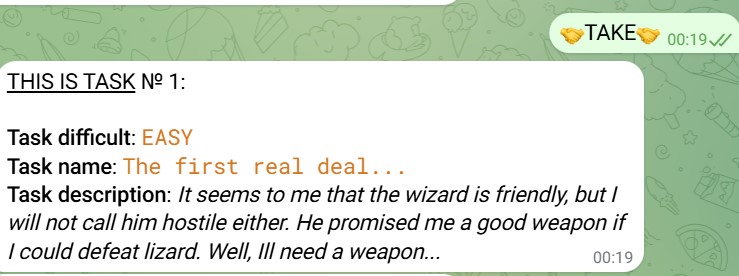 🤝TAKE🤝 00:19
THIS IS TASK № 1:
Task difficult: EASY
Task name: The first real deal...
Task description: It seems to me that the wizard is friendly, but I
will not call him hostile either. He promised me a good weapon if
I could defeat lizard. Well, Ill need a weapon...
00:19